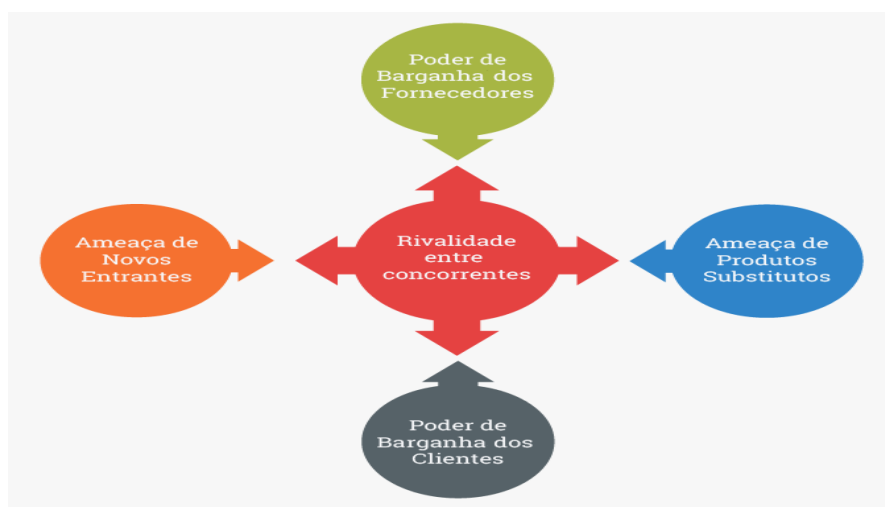 Poder de
Barganha dos
Fornecedores
Ameaça de
Novos
Entrantes
Rivalidade
entre
concorrentes
Ameaça de
Produtos
Substitutos
Poder de
Barganha dos
Clientes